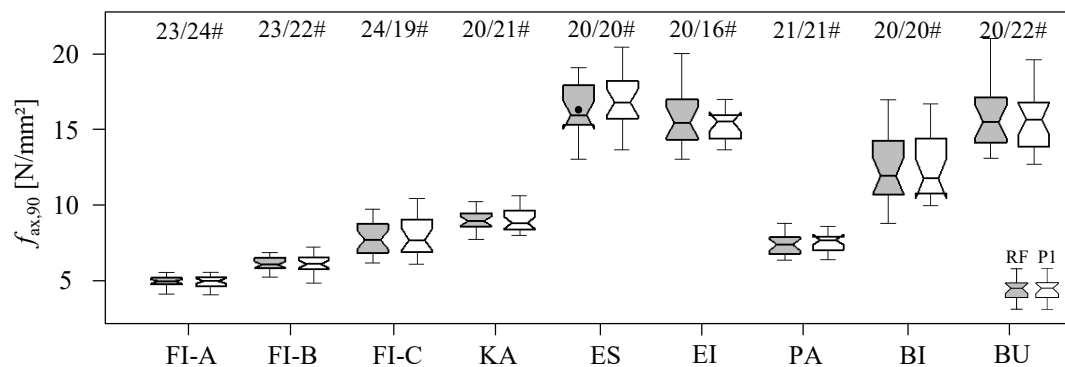 23/24# 23/22# 24/19# 20/21# 20/20# 20/16# 21/21# 20/20# 20/22#
20
15
10
5
fax,90 [N/mm²]
RF P1
FI-A FI-B FI-C KA ES EI PA BI BU